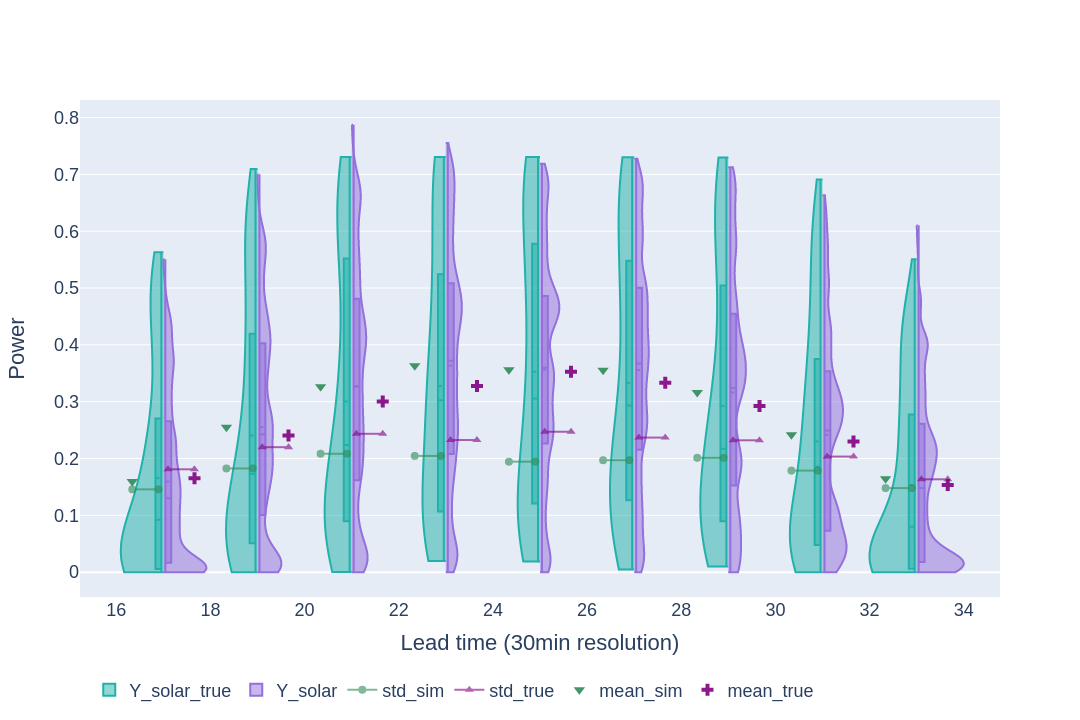 0.8
0.7
0.6
0.5
0.4
0.3
0.2
0.1
0
Power
16 18 20 22 24 26 28 30 32 34
Lead time (30min resolution)
Y_solar_true Y_solar std_sim std_true mean_sim mean_true